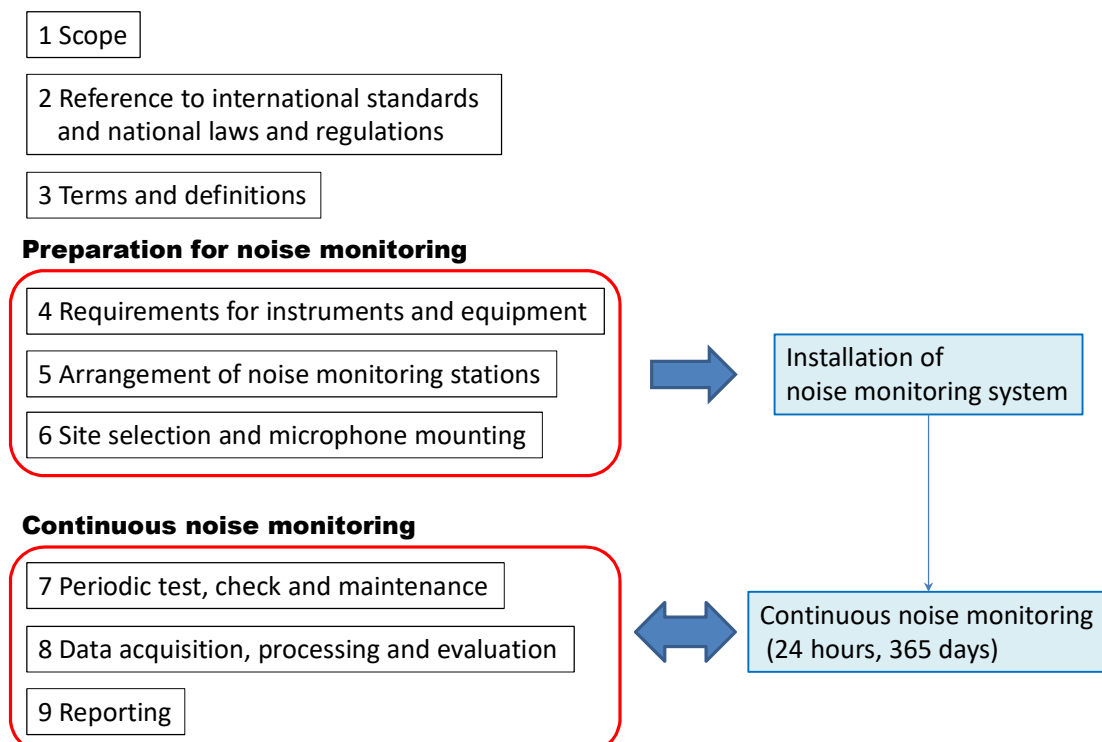 1 Scope
2 Reference to international standards
and national laws and regulations
3 Terms and definitions
Preparation for noise monitoring
4 Requirements for instruments and equipment
5 Arrangement of noise monitoring stations
6 Site selection and microphone mounting
Installation of
noise monitoring system
Continuous noise monitoring
7 Periodic test, check and maintenance
8 Data acquisition, processing and evaluation
9 Reporting
Continuous noise monitoring
(24 hours, 365 days)